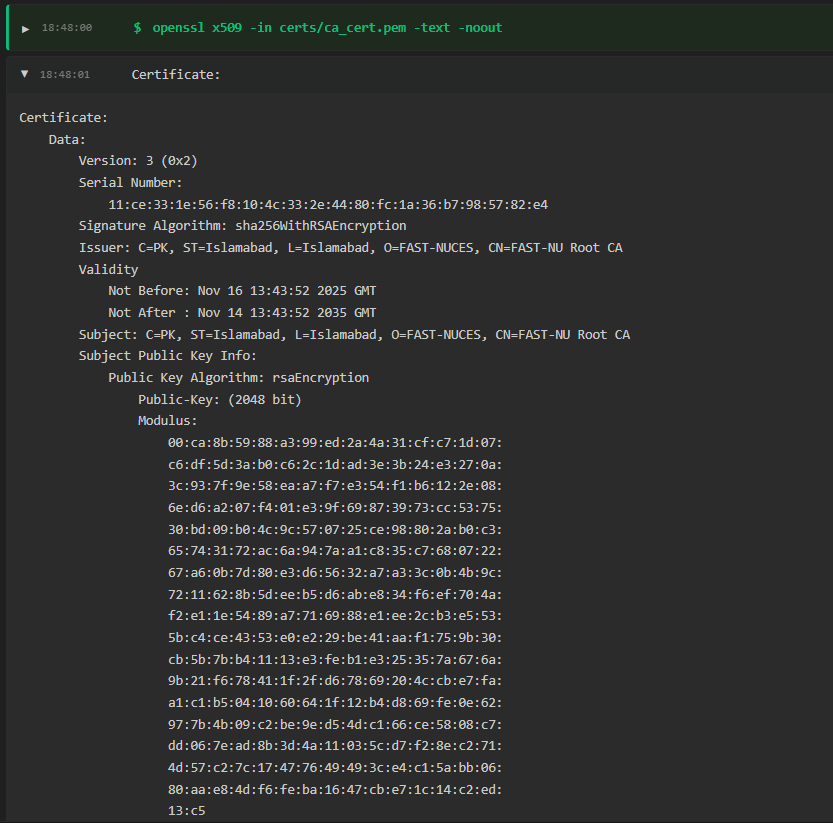 ▶ 18:48:00 $ openssl x509 -in certs/ca_cert.pem -text -noout
▼ 18:48:01 Certificate:
Certificate:
    Data:
        Version: 3 (0x2)
        Serial Number:
            11:ce:33:1e:56:f8:10:4c:33:2e:44:80:fc:1a:36:b7:98:57:82:e4
        Signature Algorithm: sha256WithRSAEncryption
        Issuer: C=PK, ST=Islamabad, L=Islamabad, O=FAST-NUCES, CN=FAST-NU Root CA
        Validity
            Not Before: Nov 16 13:43:52 2025 GMT
            Not After : Nov 14 13:43:52 2035 GMT
        Subject: C=PK, ST=Islamabad, L=Islamabad, O=FAST-NUCES, CN=FAST-NU Root CA
        Subject Public Key Info:
            Public Key Algorithm: rsaEncryption
                Public-Key: (2048 bit)
                Modulus:
                    00:ca:8b:59:88:a3:99:ed:2a:4a:31:cf:c7:1d:07:
                    c6:df:5d:3a:b0:c6:2c:1d:ad:3e:3b:24:e3:27:0a:
                    3c:93:7f:9e:58:ea:a7:f7:e3:54:f1:b6:12:2e:08:
                    6e:d6:a2:07:f4:01:e3:9f:69:87:39:73:cc:53:75:
                    30:bd:09:b0:4c:9c:57:07:25:ce:98:80:2a:b0:c3:
                    65:74:31:72:ac:6a:94:7a:a1:c8:35:c7:68:07:22:
                    67:a6:0b:7d:80:e3:d6:56:32:a7:a3:3c:0b:4b:9c:
                    72:11:62:8b:5d:ee:b5:d6:ab:e8:34:f6:ef:70:4a:
                    f2:e1:1e:54:89:a7:71:69:88:e1:ee:2c:b3:e5:53:
                    5b:c4:ce:43:53:e0:e2:29:be:41:aa:f1:75:9b:30:
                    cb:5b:7b:b4:11:13:e3:fe:b1:e3:25:35:7a:67:6a:
                    9b:21:f6:78:41:1f:2f:d6:78:69:20:4c:cb:e7:fa:
                    a1:c1:b5:04:10:60:64:1f:12:b4:d8:69:fe:0e:62:
                    97:7b:4b:09:c2:be:9e:d5:4d:c1:66:ce:58:08:c7:
                    dd:06:7e:ad:8b:3d:4a:11:03:5c:d7:f2:8e:c2:71:
                    4d:57:c2:7c:17:47:76:49:49:3c:e4:c1:5a:bb:06:
                    80:aa:e8:4d:f6:fe:ba:16:47:cb:e7:1c:14:c2:ed:
                    13:c5